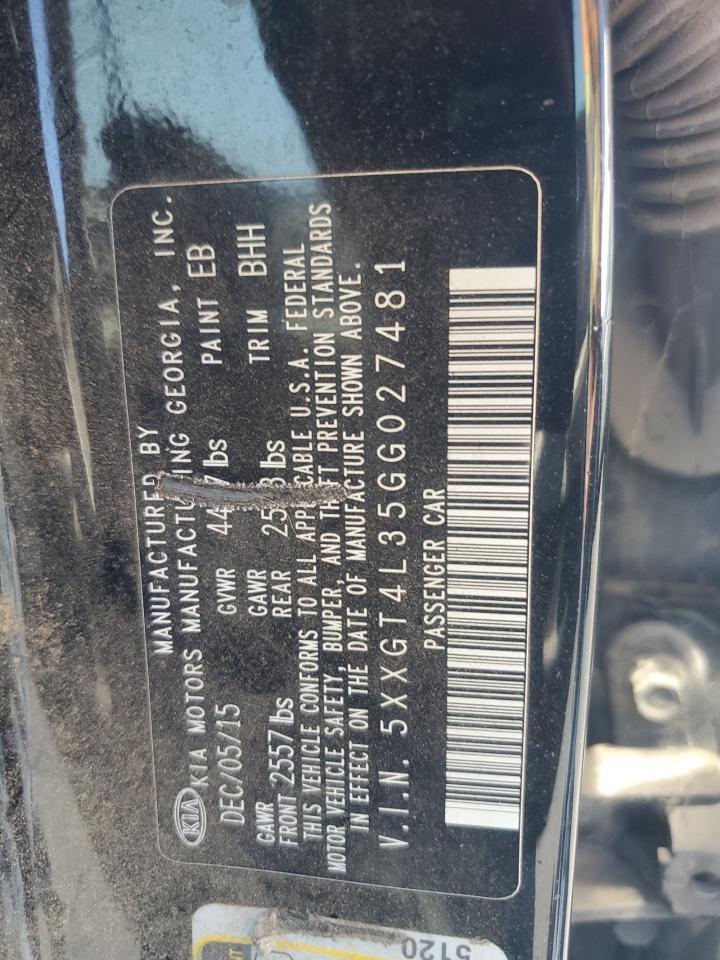 MANUFACTURED BY
KIA KIA MOTORS MANUFACTURING GEORGIA, INC.
DEC/05/15 GVWR lbs PAINT EB
GAWR FRONT 2557 lbs GAWR REAR lbs TRIM BHH
THIS VEHICLE CONFORMS TO ALL APPLICABLE U.S.A. FEDERAL
MOTOR VEHICLE SAFETY, BUMPER, AND THEFT PREVENTION STANDARDS
IN EFFECT ON THE DATE OF MANUFACTURE SHOWN ABOVE.
V.I.N. 5XXGT4L35GG027481
PASSENGER CAR
5120